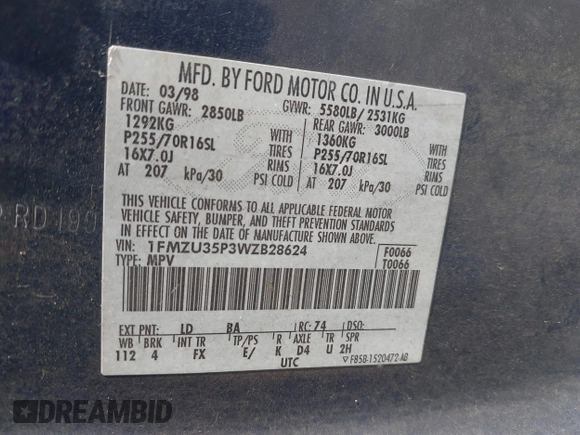 MFD. BY FORD MOTOR CO. IN U.S.A.
DATE: 03/98 GVWR: 5580LB/ 2531KG
FRONT GAWR: 2850LB REAR GAWR: 3000LB
1292KG WITH 1360KG WITH
P255/70R16SL TIRES P255/70R16SL TIRES
16X7.0J RIMS 16X7.0J RIMS
AT 207 kPa/30 PSI COLD AT 207 kPa/30 PSI COLD
THIS VEHICLE CONFORMS TO ALL APPLICABLE FEDERAL MOTOR
VEHICLE SAFETY, BUMPER, AND THEFT PREVENTION STANDARDS
IN EFFECT ON THE DATE OF MANUFACTURE SHOWN ABOVE
VIN: 1FMZU35P3WZB28624 F0066
TYPE: MPV T0066
EXT PNT: LD BA RC: 74 DSO:
WB BRK INT TR TP/PS R AXLE TR U
112 4 FX E/ K D4 U 2H
UTC F85B-1520472-AB
RD 199
DREAMBID